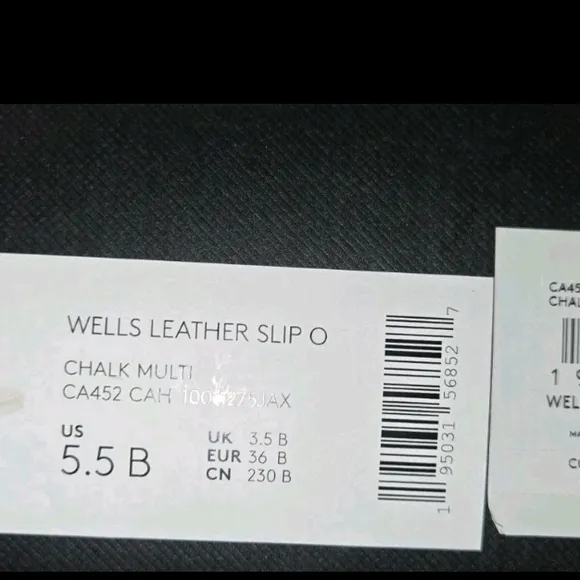 WELLS LEATHER SLIP O
CHALK MULTI
CA452 CAH
US
5.5 B
UK 3.5 B
EUR 36 B
CN 230 B
1 95031 56852 7